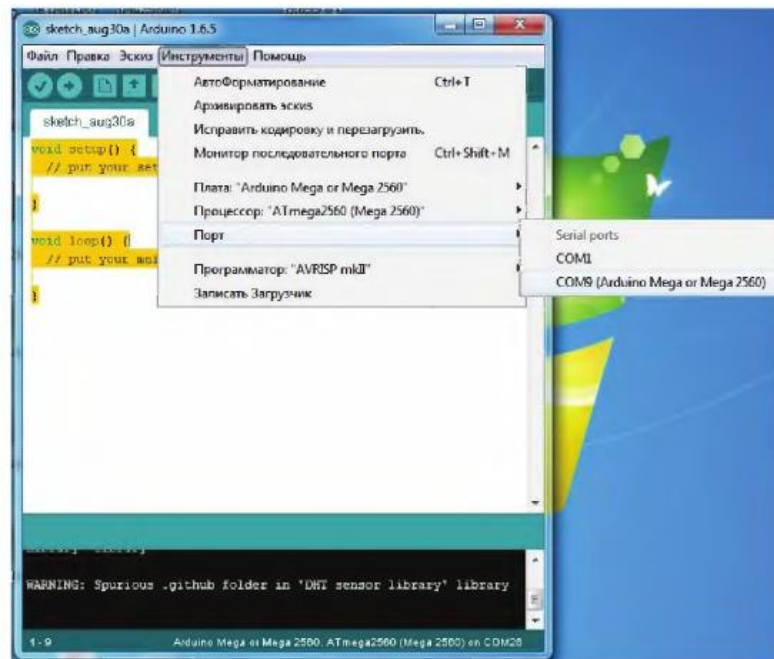 sketch_aug30a | Arduino 1.6.5
Файл Правка Эскиз Инструменты Помощь
АвтоФорматирование Ctrl+T
Архивировать эскиз
sketch_aug30a
Исправить кодировку и перезагрузить.
void setup() {
Монитор последовательного порта Ctrl+Shift+M
// put your set
Плата: "Arduino Mega or Mega 2560"
}
Процессор: "ATmega2560 (Mega 2560)"
void loop() {
Порт
Serial ports
// put your mai
COM1
Программатор: "AVRISP mkII"
COM9 (Arduino Mega or Mega 2560)
}
Записать Загрузчик
WARNING: Spurious .github folder in 'DHT sensor library' library
1 - 9
Arduino Mega or Mega 2560, ATmega2560 (Mega 2560) on COM26